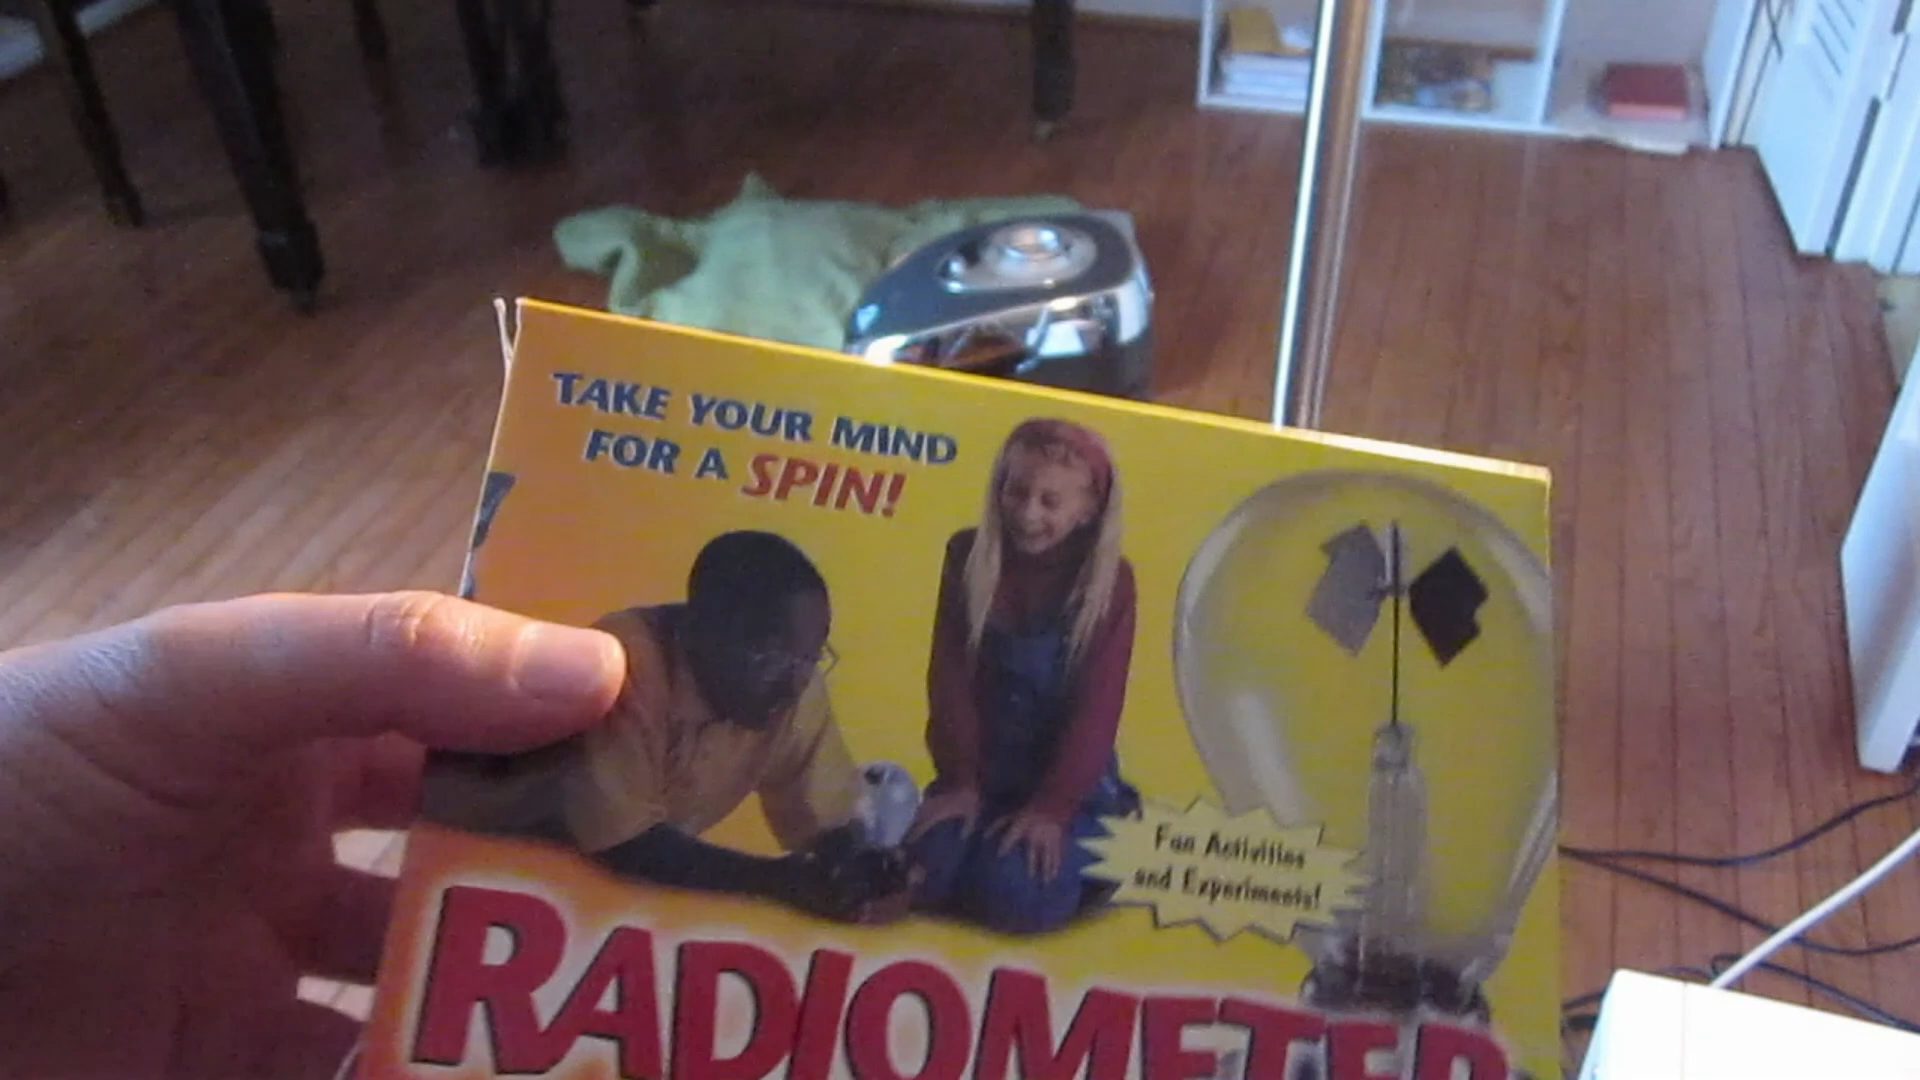 TAKE YOUR MIND
FOR A SPIN!
Fun Activities
and Experiments!
RADIOMETER